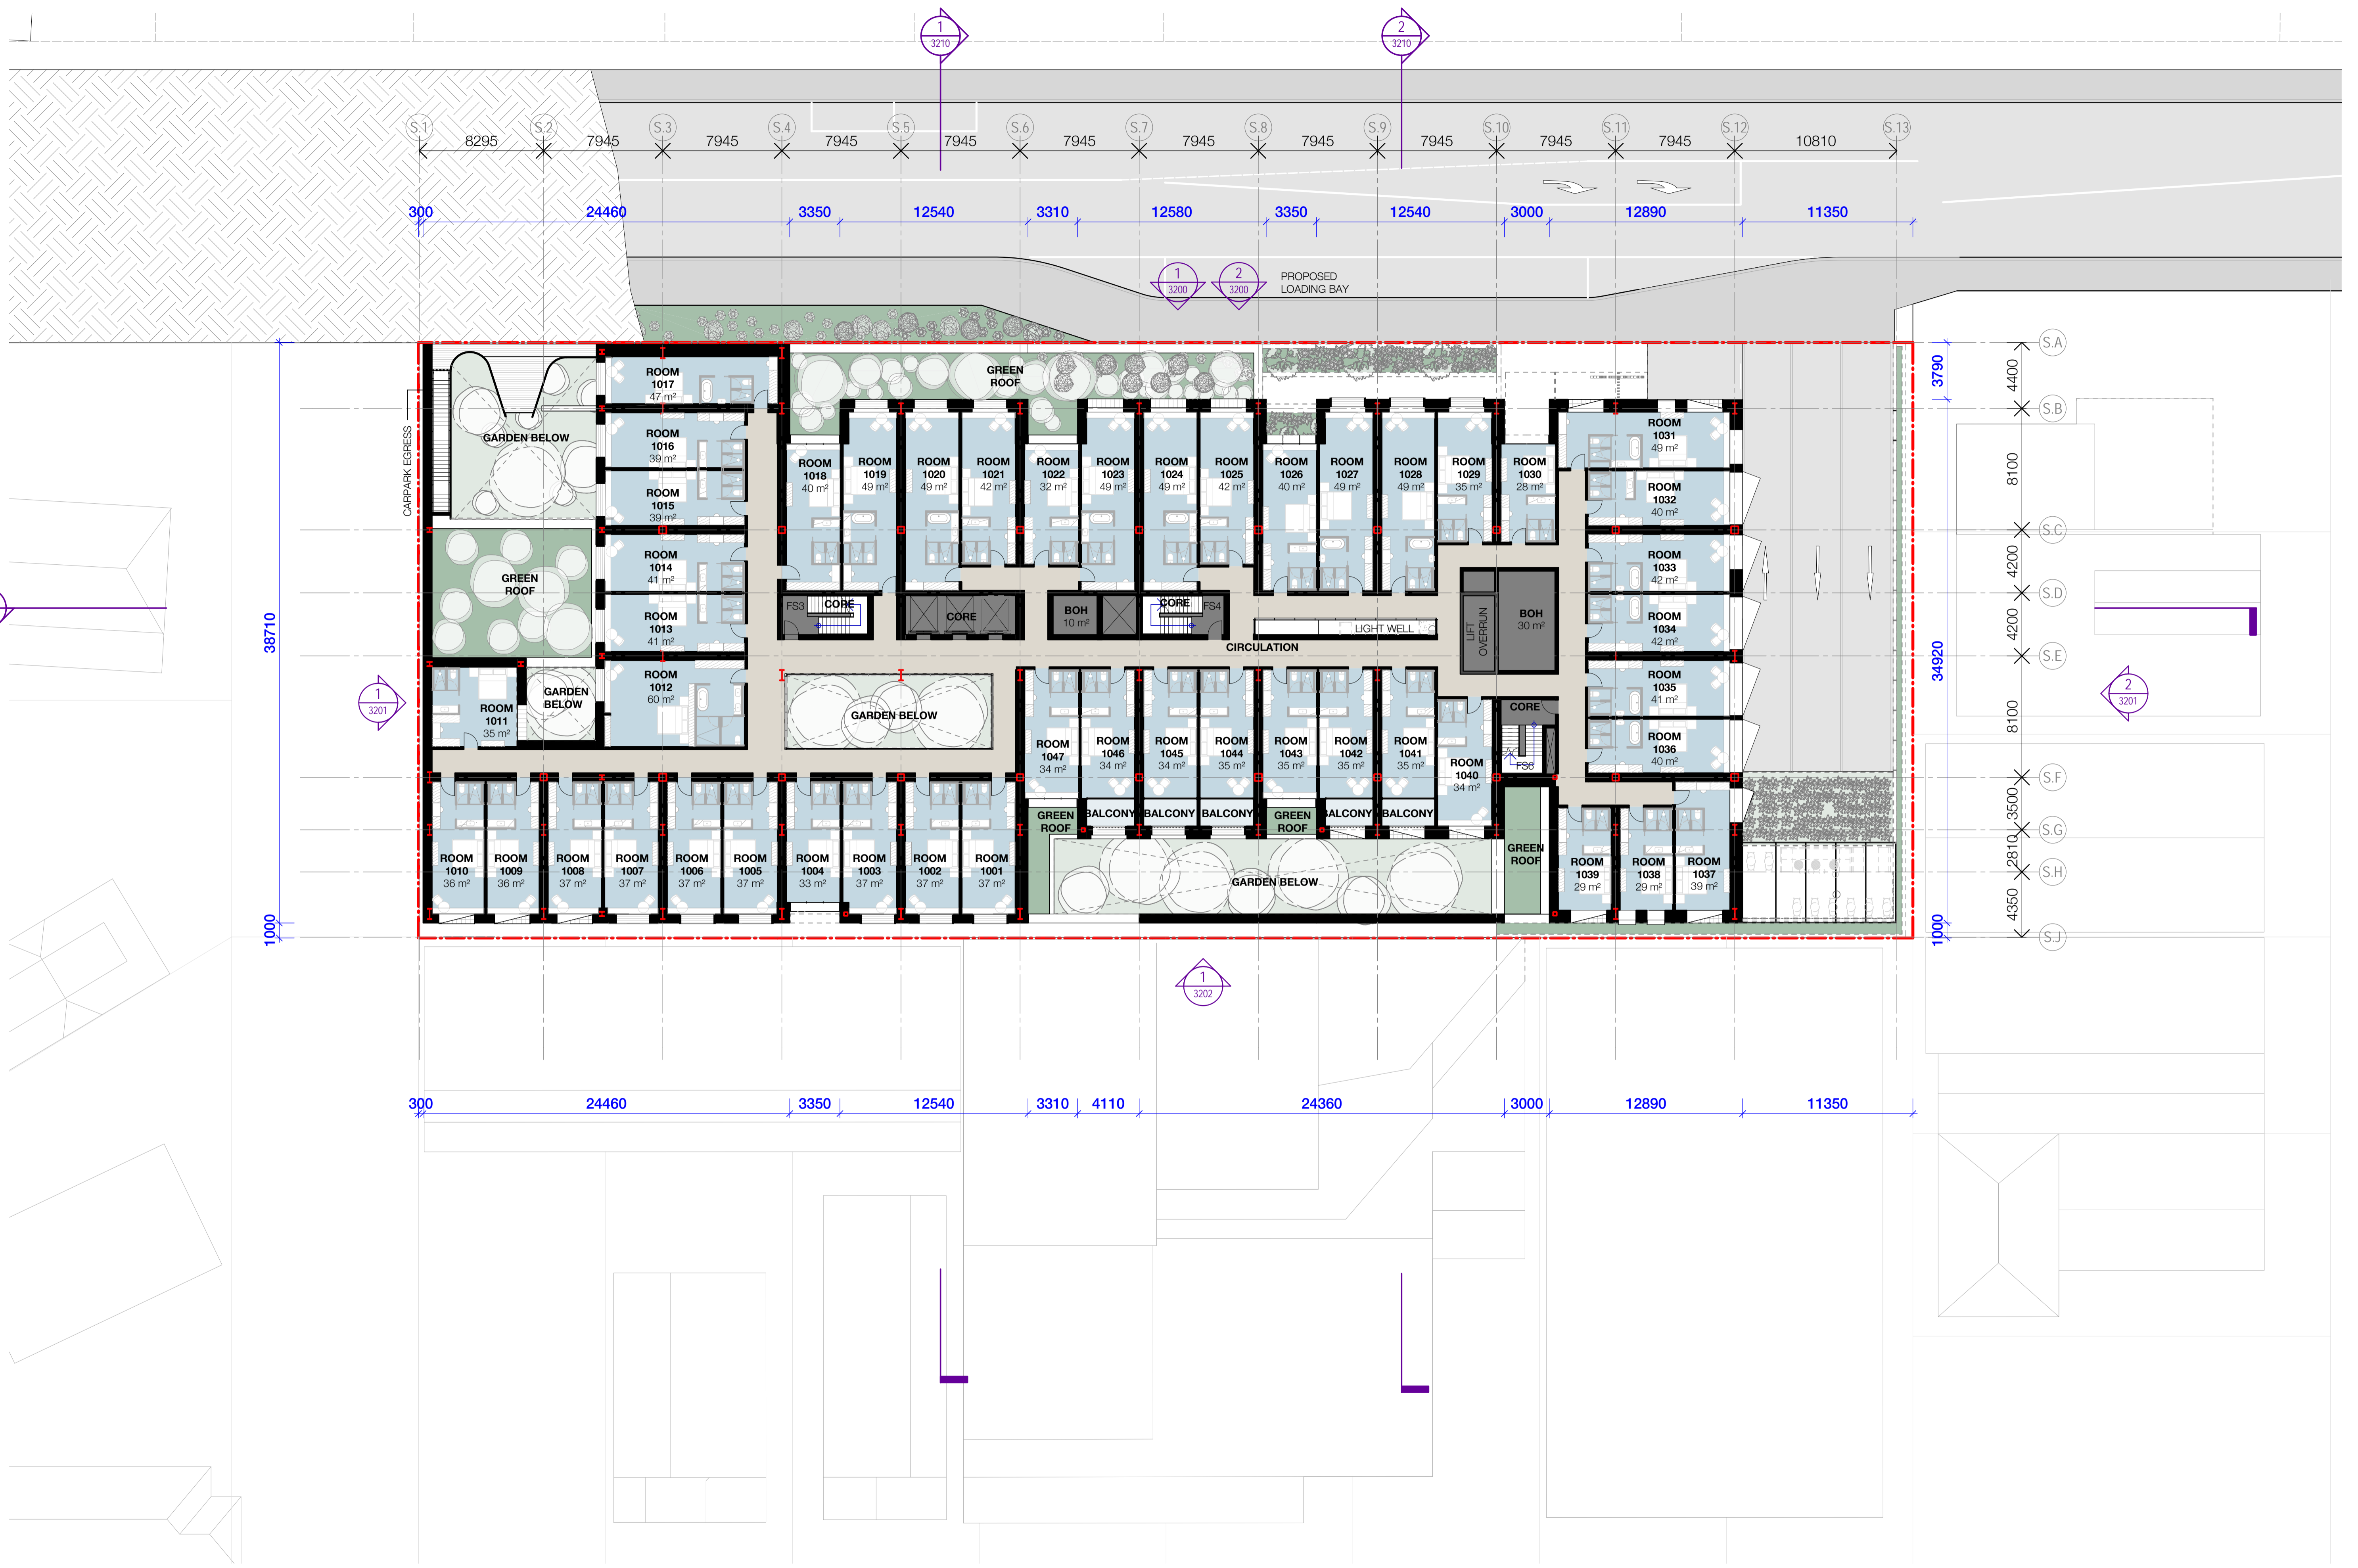 1
3210
2
3210
S.1
S.2
S.3
S.4
S.5
S.6
S.7
S.8
S.9
S.10
S.11
S.12
S.13
8295
7945
7945
7945
7945
7945
7945
7945
7945
7945
7945
10810
300
24460
3350
12540
3310
12580
3350
12540
3000
12890
11350
1
3200
2
3200
PROPOSED
LOADING BAY
S.A
S.B
S.C
S.D
S.E
S.F
S.G
S.H
S.J
4400
8100
4200
4200
8100
3500
2810
4350
3790
34920
1000
38710
1000
CARPARK EGRESS
GARDEN BELOW
GREEN
ROOF
ROOM
1017
47 m²
ROOM
1016
39 m²
ROOM
1015
39 m²
ROOM
1014
41 m²
ROOM
1013
41 m²
ROOM
1012
60 m²
ROOM
1011
35 m²
GARDEN
BELOW
GREEN
ROOF
ROOM
1018
40 m²
ROOM
1019
49 m²
ROOM
1020
49 m²
ROOM
1021
42 m²
ROOM
1022
32 m²
ROOM
1023
49 m²
ROOM
1024
49 m²
ROOM
1025
42 m²
ROOM
1026
40 m²
ROOM
1027
49 m²
ROOM
1028
49 m²
ROOM
1029
35 m²
ROOM
1030
28 m²
ROOM
1031
49 m²
ROOM
1032
40 m²
ROOM
1033
42 m²
ROOM
1034
42 m²
ROOM
1035
41 m²
ROOM
1036
40 m²
FS3
CORE
CORE
BOH
10 m²
CORE
FS4
LIGHT WELL
LIFT
OVERRUN
BOH
30 m²
CIRCULATION
GARDEN BELOW
1
3201
2
3201
ROOM
1047
34 m²
ROOM
1046
34 m²
ROOM
1045
34 m²
ROOM
1044
35 m²
ROOM
1043
35 m²
ROOM
1042
35 m²
ROOM
1041
35 m²
ROOM
1040
34 m²
CORE
FS6
GREEN
ROOF
BALCONY
BALCONY
BALCONY
GREEN
ROOF
BALCONY
BALCONY
GREEN
ROOF
GARDEN BELOW
ROOM
1010
36 m²
ROOM
1009
36 m²
ROOM
1008
37 m²
ROOM
1007
37 m²
ROOM
1006
37 m²
ROOM
1005
37 m²
ROOM
1004
33 m²
ROOM
1003
37 m²
ROOM
1002
37 m²
ROOM
1001
37 m²
ROOM
1039
29 m²
ROOM
1038
29 m²
ROOM
1037
39 m²
1
3202
300
24460
3350
12540
3310
4110
24360
3000
12890
11350